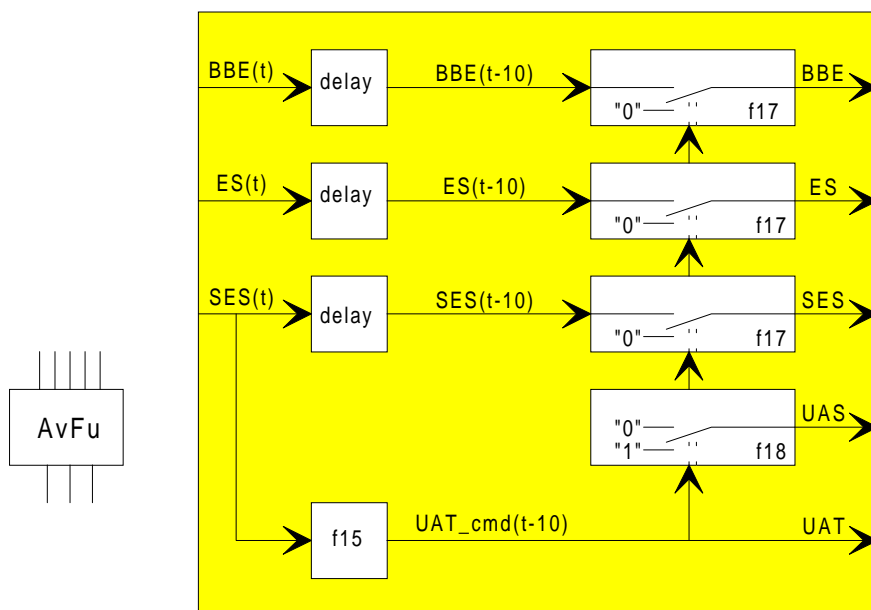 BBE(t) delay BBE(t-10) "0" f17 BBE
ES(t) delay ES(t-10) "0" f17 ES
SES(t) delay SES(t-10) "0" f17 SES
AvFu
"0" UAS
"1" f18
f15 UAT_cmd(t-10) UAT